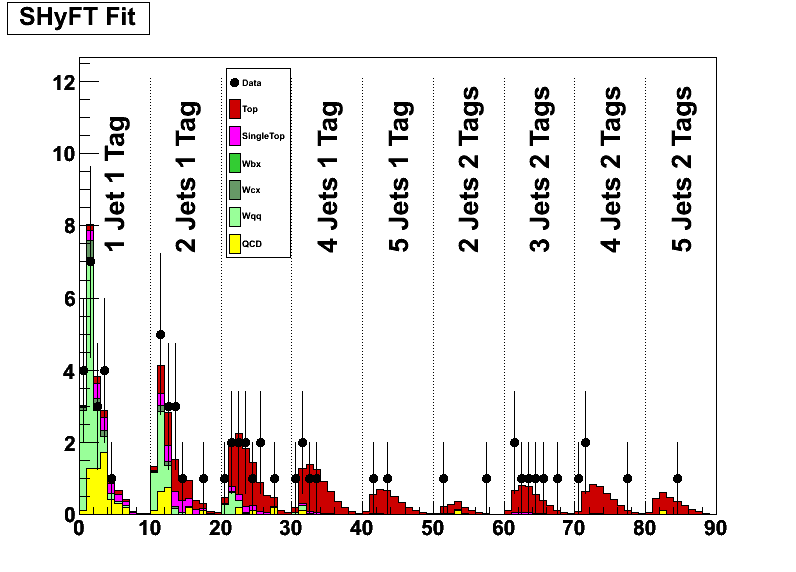 SHyFT Fit
12
10
8
6
4
2
0
1 Jet 1 Tag
2 Jets 1 Tag
Data
Top
SingleTop
Wbx
Wcx
Wqq
QCD
4 Jets 1 Tag
5 Jets 1 Tag
2 Jets 2 Tags
3 Jets 2 Tags
4 Jets 2 Tags
5 Jets 2 Tags
0 10 20 30 40 50 60 70 80 90